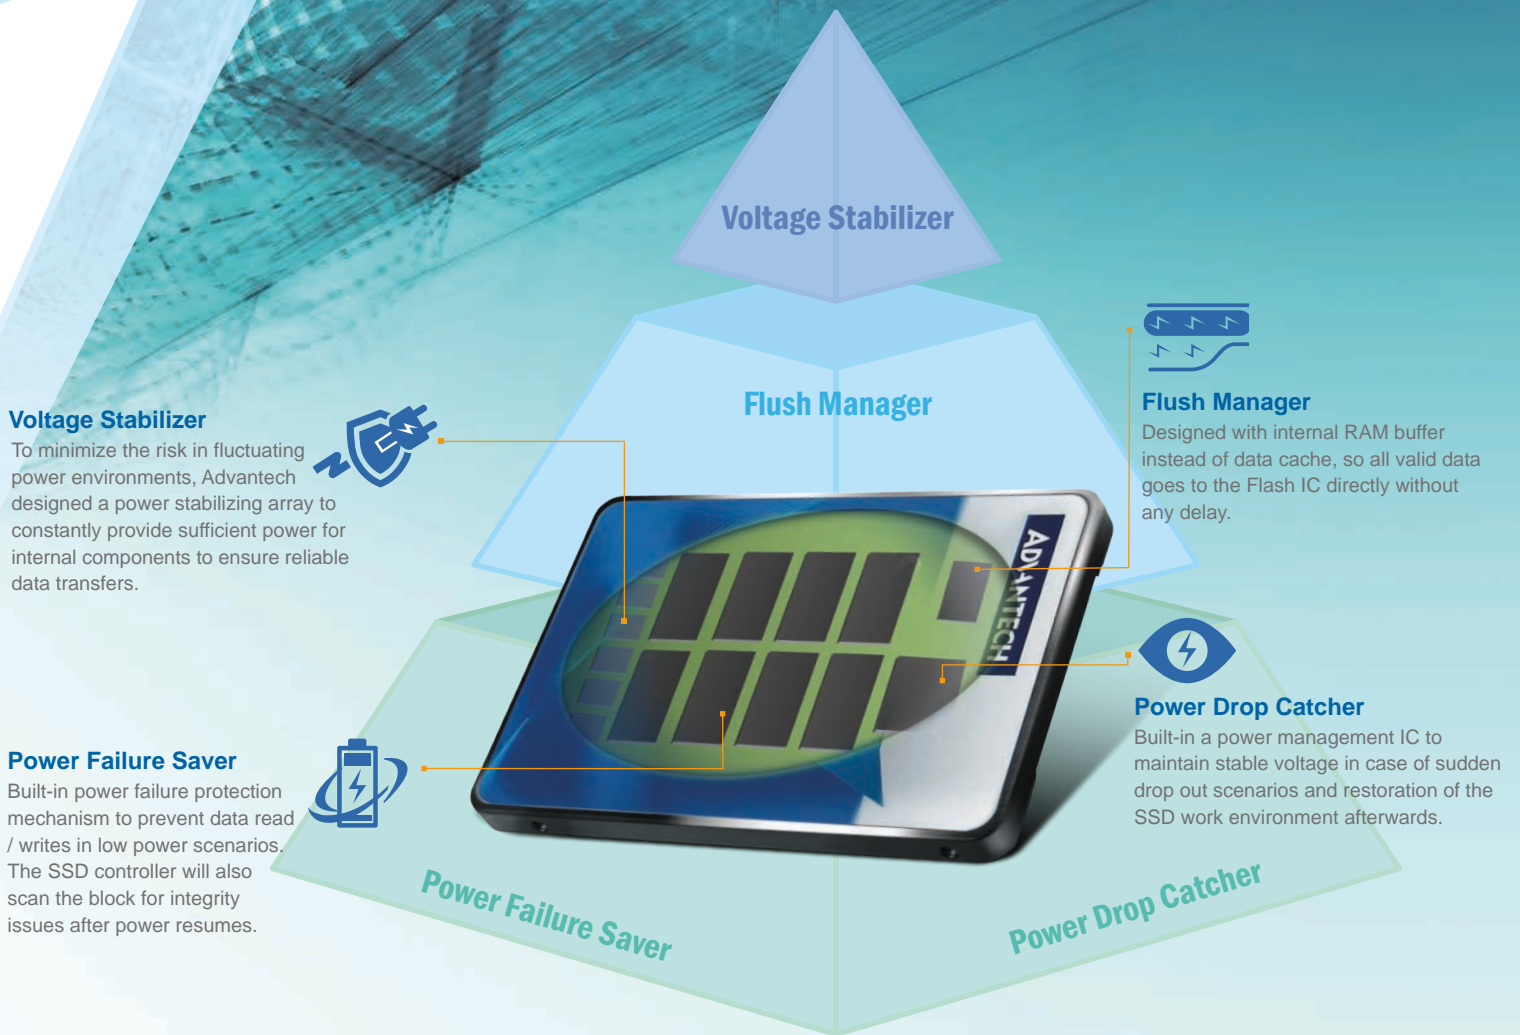 Voltage Stabilizer
Flush Manager
Voltage Stabilizer
To minimize the risk in fluctuating
power environments, Advantech
designed a power stabilizing array to
constantly provide sufficient power for
internal components to ensure reliable
data transfers.
Flush Manager
Designed with internal RAM buffer
instead of data cache, so all valid data
goes to the Flash IC directly without
any delay.
ADVANTECH
Power Failure Saver
Built-in power failure protection
mechanism to prevent data read
/ writes in low power scenarios.
The SSD controller will also
scan the block for integrity
issues after power resumes.
Power Drop Catcher
Built-in a power management IC to
maintain stable voltage in case of sudden
drop out scenarios and restoration of the
SSD work environment afterwards.
Power Failure Saver
Power Drop Catcher